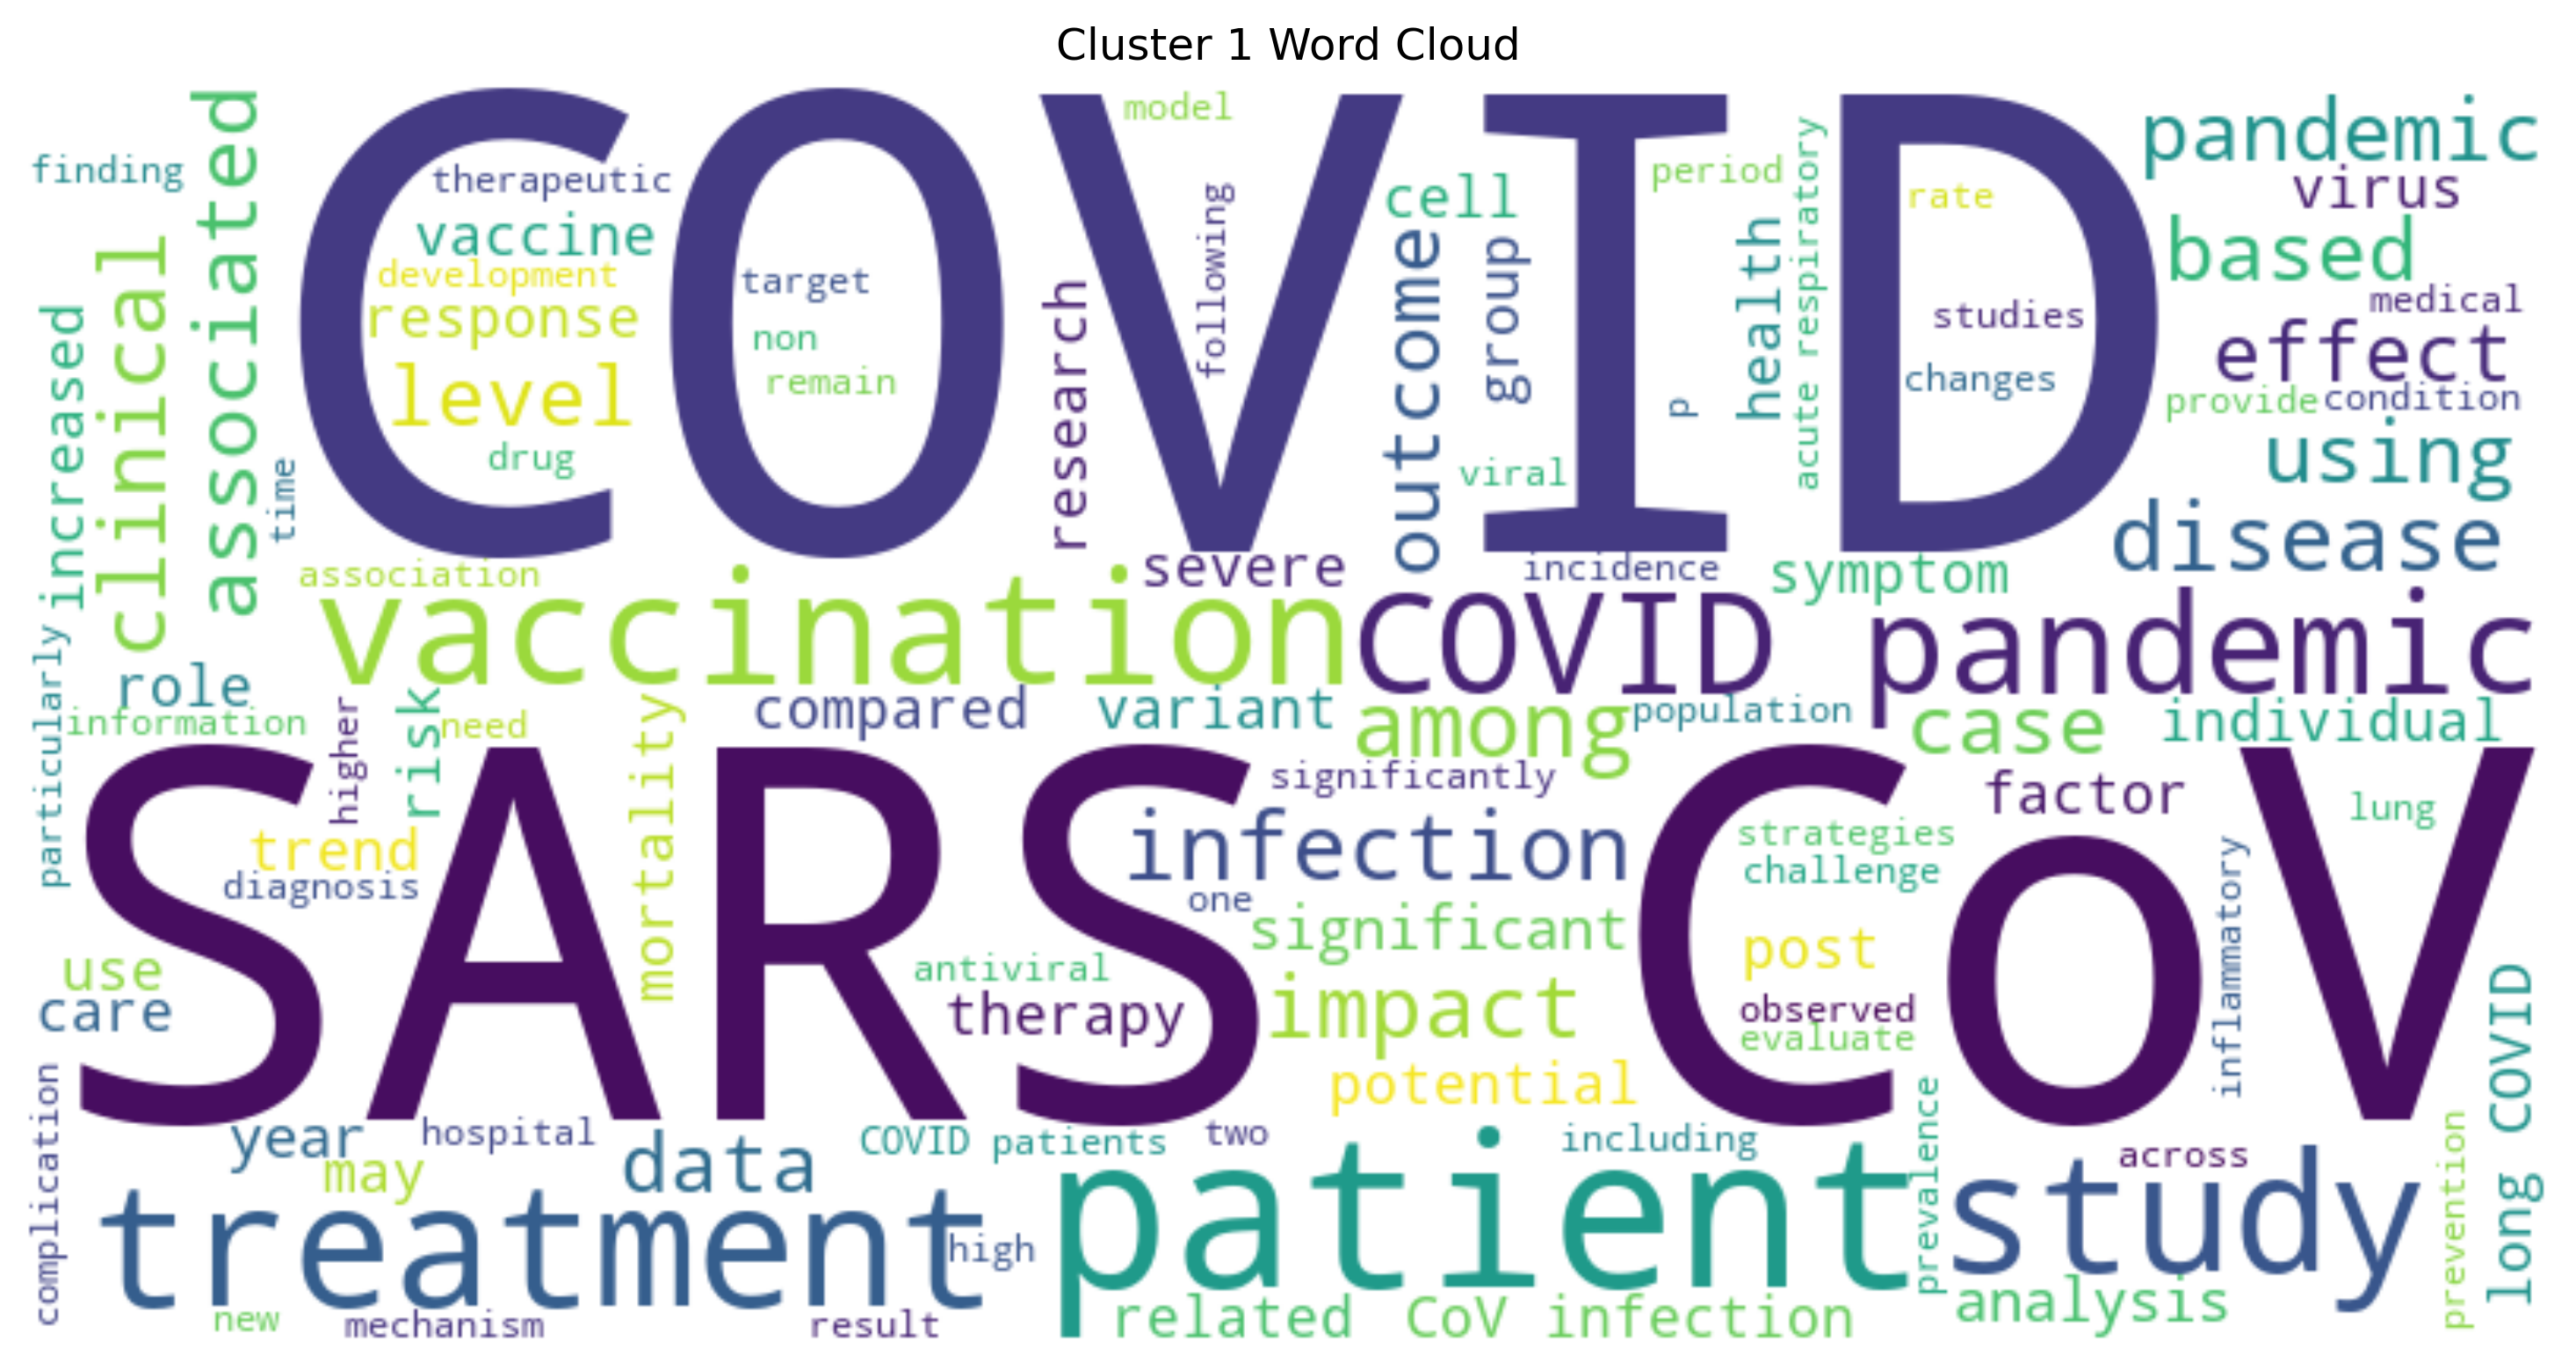 Cluster 1 Word Cloud
COVID
model
pandemic
finding
therapeutic
cell
period
rate
virus
associated
vaccine
following
acute respiratory
based
development
target
health
clinical
response
non
research
outcome
group
studies
medical
effect
increased
level
remain
p
changes
provide
condition
drug
viral
using
time
disease
association
severe
incidence
symptom
vaccination
COVID pandemic
particularly
role
information
higher
risk
need
mortality
compared
variant
among
population
case
individual
SARS CoV
significantly
factor
lung
trend
infection
strategies
challenge
inflammatory
diagnosis
one
significant
post
use
antiviral
care
therapy
impact
observed
evaluate
long COVID
potential
complication
year
hospital
COVID patients
two
including
prevalence
across
prevention
may
data
treatment
high
patient
study
new
mechanism
result
related
CoV infection
analysis